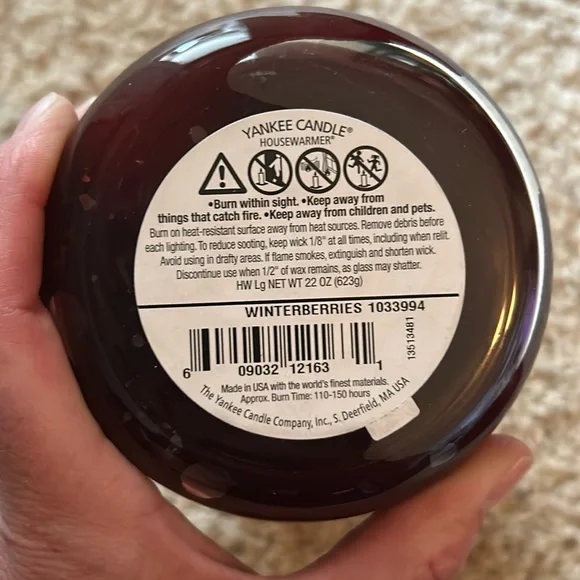 YANKEE CANDLE®
HOUSEWARMER®
•Burn within sight. •Keep away from
things that catch fire. •Keep away from children and pets.
Burn on heat-resistant surface away from heat sources. Remove debris before
each lighting. To reduce sooting, keep wick 1/8" at all times, including when relit.
Avoid using in drafty areas. If flame smokes, extinguish and shorten wick.
Discontinue use when 1/2" of wax remains, as glass may shatter.
HW Lg NET WT 22 OZ (623g)
WINTERBERRIES 1033994
13513481
6 09032 12163 1
Made in USA with the world's finest materials.
Approx. Burn Time: 110-150 hours
The Yankee Candle Company, Inc., S. Deerfield, MA USA